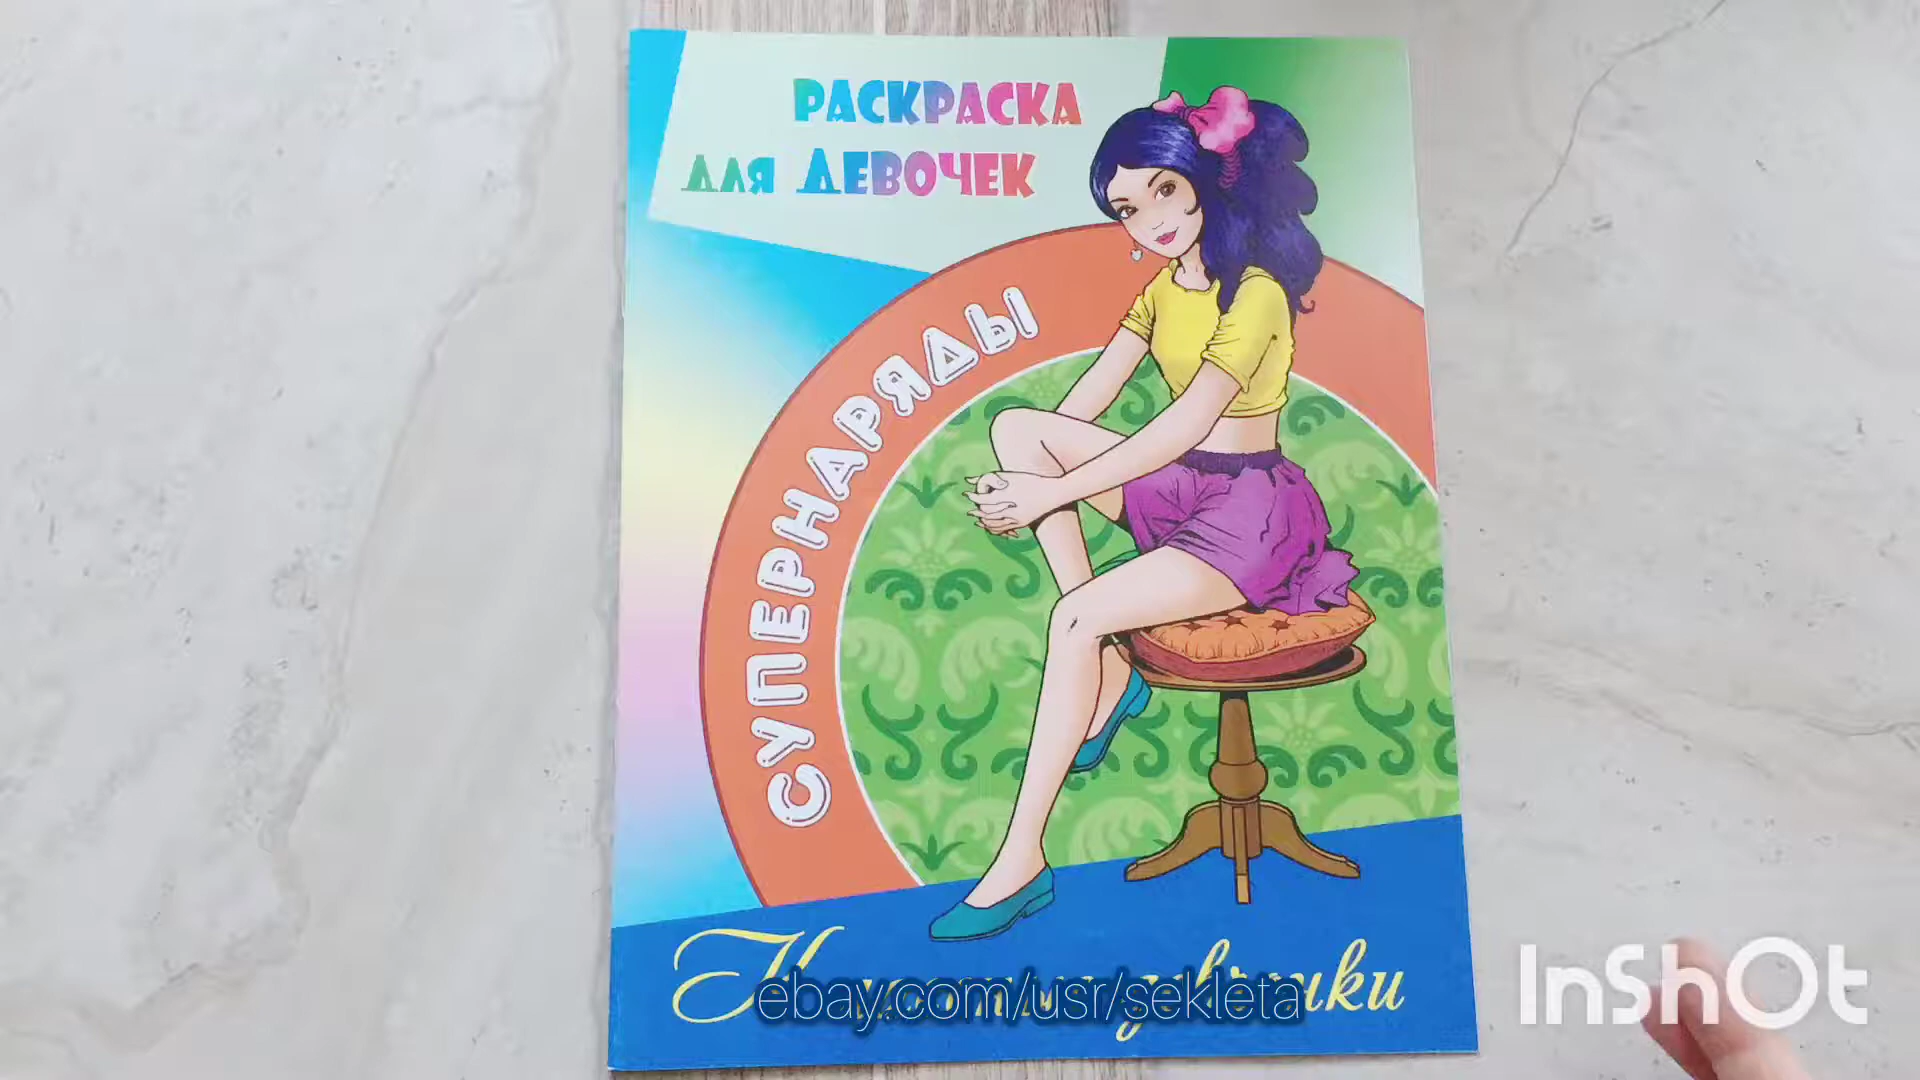 Раскраска
для Девочек
СУПЕРНАРЯДЫ
ebay.com/usr/sekleta
InShOt